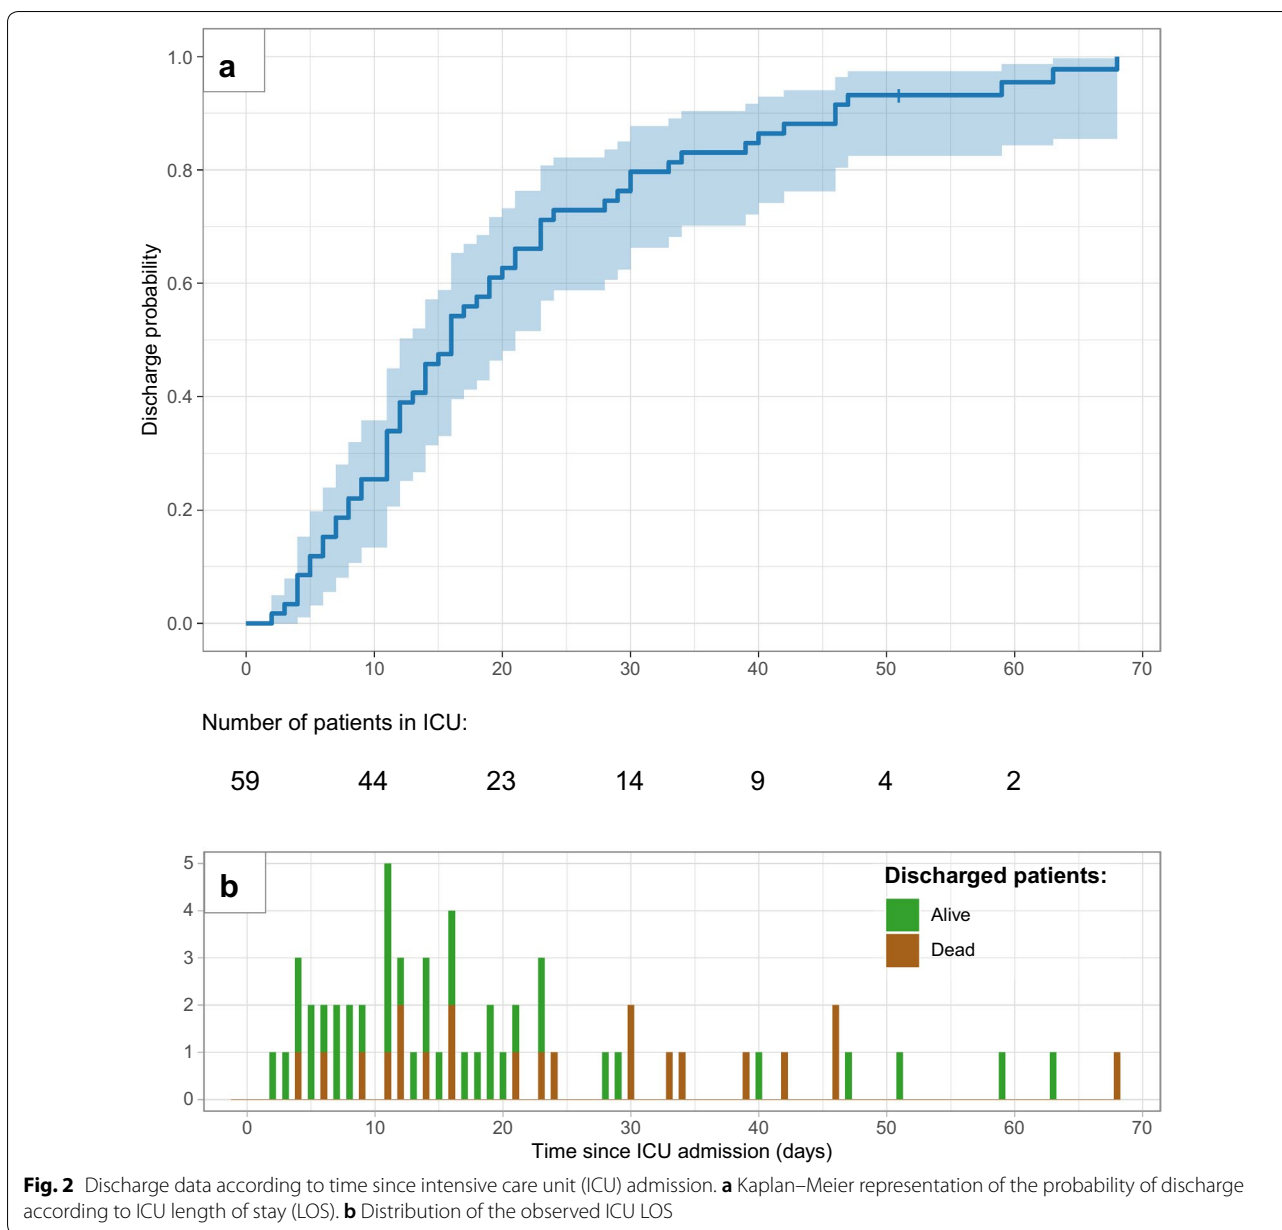 a
1.0
0.8
0.6
0.4
0.2
0.0
Discharge probability
0 10 20 30 40 50 60 70
Number of patients in ICU:
59 44 23 14 9 4 2
b
5
4
3
2
1
0
Discharged patients:
Alive
Dead
0 10 20 30 40 50 60 70
Time since ICU admission (days)
Fig. 2 Discharge data according to time since intensive care unit (ICU) admission. a Kaplan–Meier representation of the probability of discharge
according to ICU length of stay (LOS). b Distribution of the observed ICU LOS